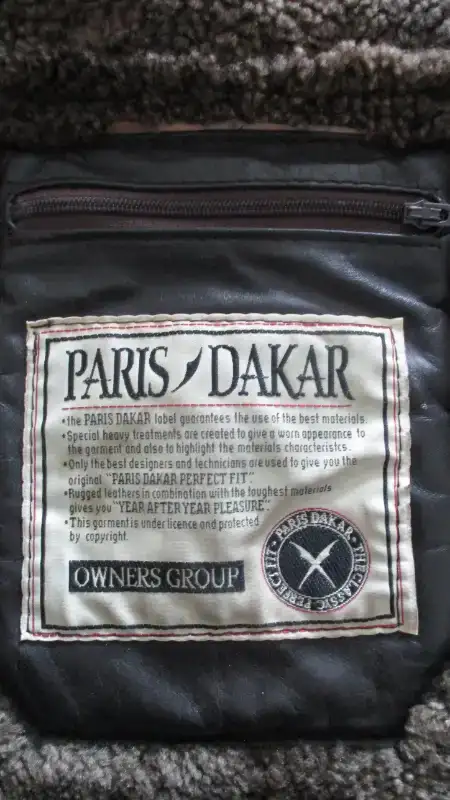 PARIS DAKAR
• the PARIS DAKAR label guarantees the use of the best materials.
• Special heavy treatments are created to give a worn appearance to
the garment and also to highlight the materials characteristcs.
• Only the best designers and technicians are used to give you the
original "PARIS DAKAR PERFECT FIT".
• Rugged leathers in combination with the toughest materials
gives you "YEAR AFTER YEAR PLEASURE".
• This garment is under licence and protected
by copyright.
OWNERS GROUP
PARIS DAKAR • THE CLASSIC PERFECT FIT •